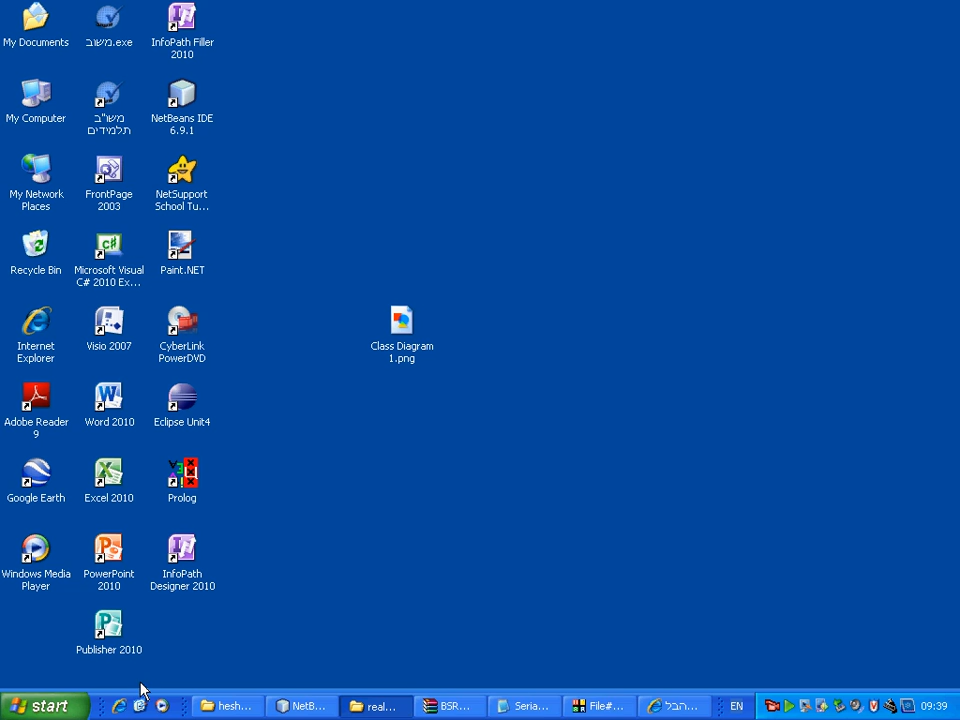 My Documents
My Computer
My Network
Places
Recycle Bin
Internet
Explorer
Adobe Reader
9
Google Earth
Windows Media
Player
משוב.exe
משו"ב
תלמידים
FrontPage
2003
Microsoft Visual
C# 2010 Ex...
Visio 2007
Word 2010
Excel 2010
PowerPoint
2010
Publisher 2010
InfoPath Filler
2010
NetBeans IDE
6.9.1
NetSupport
School Tu...
Paint.NET
CyberLink
PowerDVD
Eclipse Unit4
Prolog
InfoPath
Designer 2010
Class Diagram
1.png
start
hesh...
NetB...
real...
BSR...
Seria...
File#...
הבל...
EN
09:39